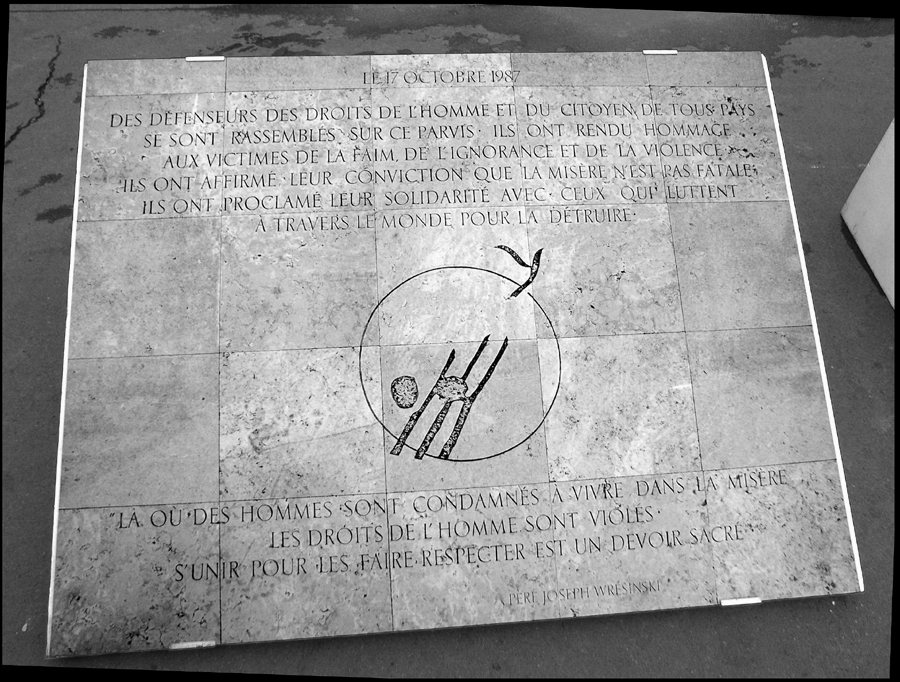 LE 17 OCTOBRE 1987
DES DÉFENSEURS DES DROITS DE L'HOMME ET DU CITOYEN DE TOUS PAYS
SE SONT RASSEMBLÉS SUR CE PARVIS. ILS ONT RENDU HOMMAGE
AUX VICTIMES DE LA FAIM, DE L'IGNORANCE ET DE LA VIOLENCE.
ILS ONT AFFIRMÉ LEUR CONVICTION QUE LA MISÈRE N'EST PAS FATALE.
ILS ONT PROCLAMÉ LEUR SOLIDARITÉ AVEC CEUX QUI LUTTENT
À TRAVERS LE MONDE POUR LA DÉTRUIRE.
"LÀ OÙ DES HOMMES SONT CONDAMNÉS À VIVRE DANS LA MISÈRE
LES DROITS DE L'HOMME SONT VIOLÉS.
S'UNIR POUR LES FAIRE RESPECTER EST UN DEVOIR SACRÉ"
PÈRE JOSEPH WRÉSINSKI